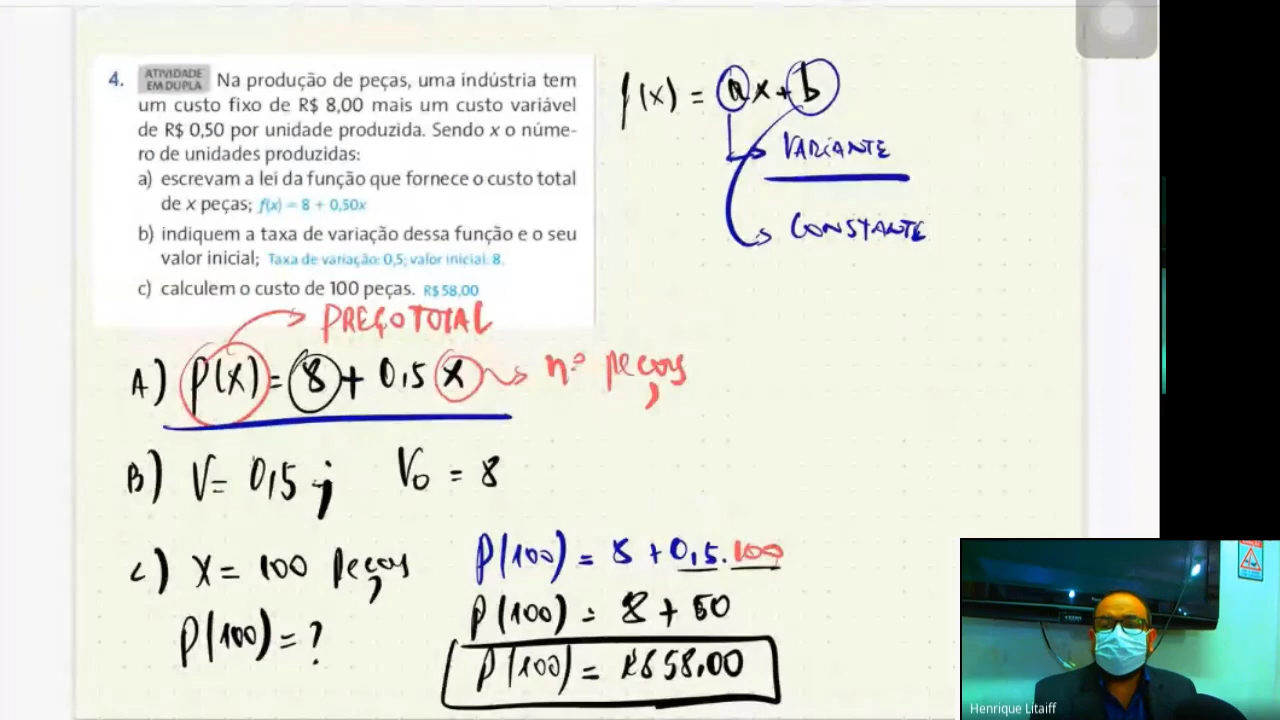 4. ATIVIDADE EM DUPLA Na produção de peças, uma indústria tem
um custo fixo de R$ 8,00 mais um custo variável
de R$ 0,50 por unidade produzida. Sendo x o núme-
ro de unidades produzidas:
a) escrevam a lei da função que fornece o custo total
de x peças; f(x) = 8 + 0,50x
b) indiquem a taxa de variação dessa função e o seu
valor inicial; Taxa de variação: 0,5; valor inicial: 8.
c) calculem o custo de 100 peças. R$ 58,00
f(x) = ax + b
VARIANTE
CONSTANTE
PREÇO TOTAL
A) P(x) = 8 + 0,5 x nº peças
B) V = 0,5 ; V0 = 8
C) X = 100 peças
P(100) = ?
P(100) = 8 + 0,5 . 100
P(100) = 8 + 50
P(100) = R$ 58,00
Henrique Litaiff